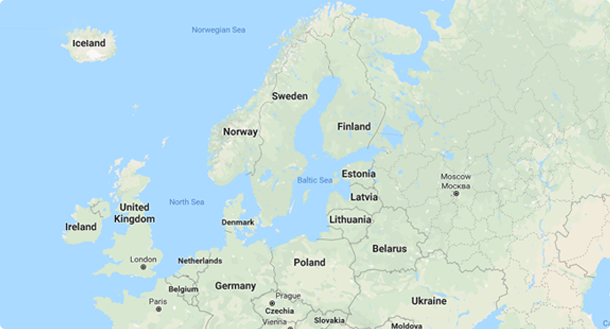 Norwegian Sea
Iceland
Sweden
Finland
Norway
Estonia
Moscow
Москва
Baltic Sea
Latvia
North Sea
United
Kingdom
Denmark
Lithuania
Ireland
Belarus
London
Netherlands
Poland
Germany
Belgium
Prague
Paris
Ukraine
Czechia
Vienna
Slovakia
Moldova